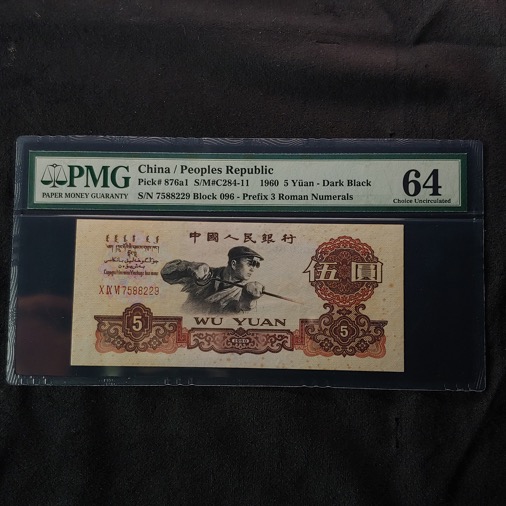 PMG
PAPER MONEY GUARANTY
China / Peoples Republic
Pick# 876a1 S/M#C284-11 1960 5 Yüan - Dark Black
S/N 7588229 Block 096 - Prefix 3 Roman Numerals
64
Choice Uncirculated
中國人民銀行
伍圓
X IX VI 7588229
5
WU YUAN
5
1960